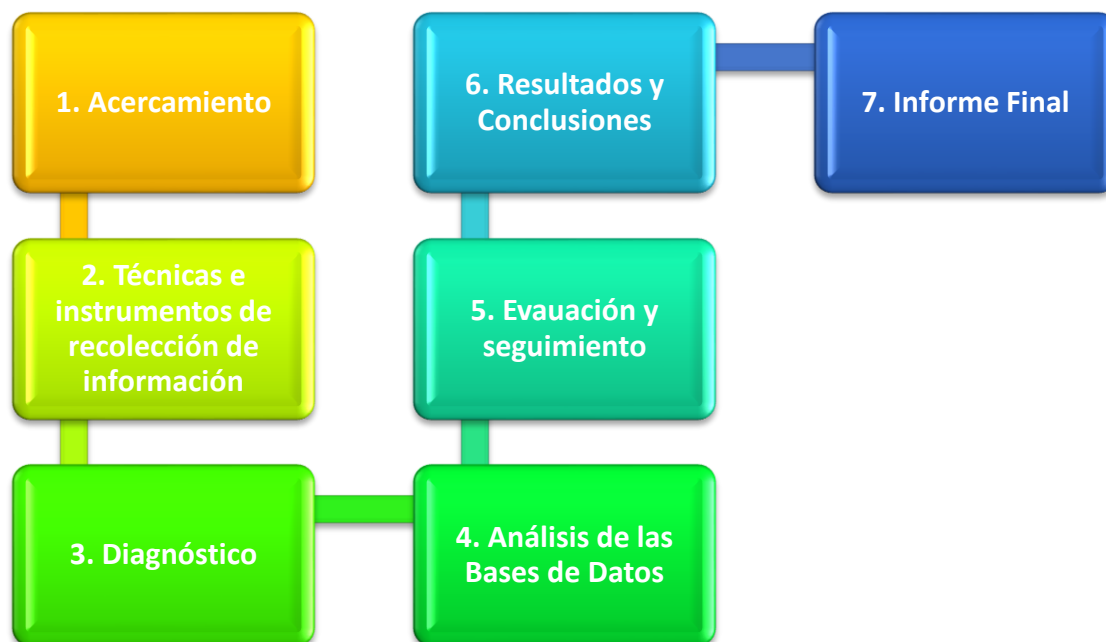 1. Acercamiento
2. Técnicas e
instrumentos de
recolección de
información
3. Diagnóstico
4. Análisis de las
Bases de Datos
5. Evauación y
seguimiento
6. Resultados y
Conclusiones
7. Informe Final